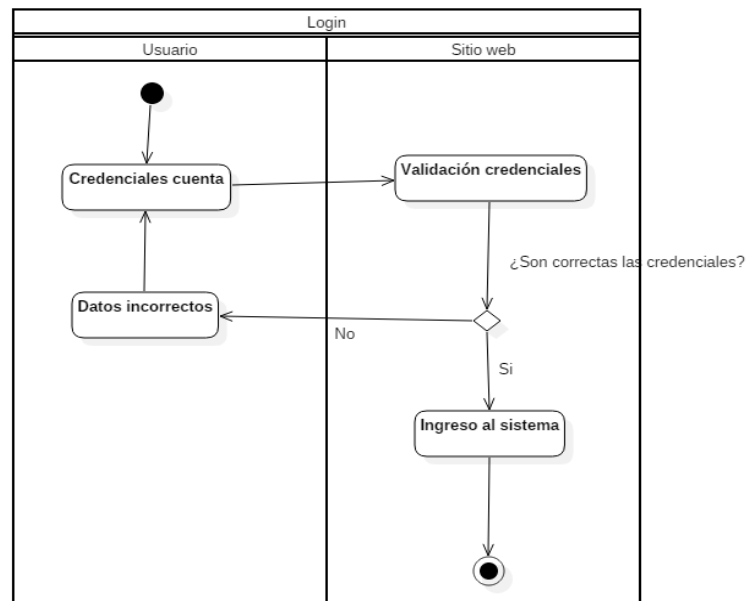 Login
Usuario
Sitio web
Credenciales cuenta
Validación credenciales
¿Son correctas las credenciales?
Datos incorrectos
No
Si
Ingreso al sistema